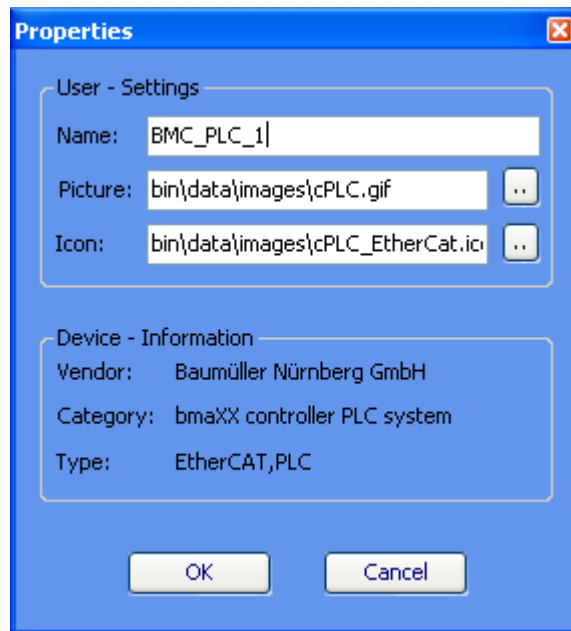 Properties
User - Settings
Name: BMC_PLC_1
Picture: bin\data\images\cPLC.gif ..
Icon: bin\data\images\cPLC_EtherCat.ic ..
Device - Information
Vendor: Baumüller Nürnberg GmbH
Category: bmaXX controller PLC system
Type: EtherCAT,PLC
OK Cancel